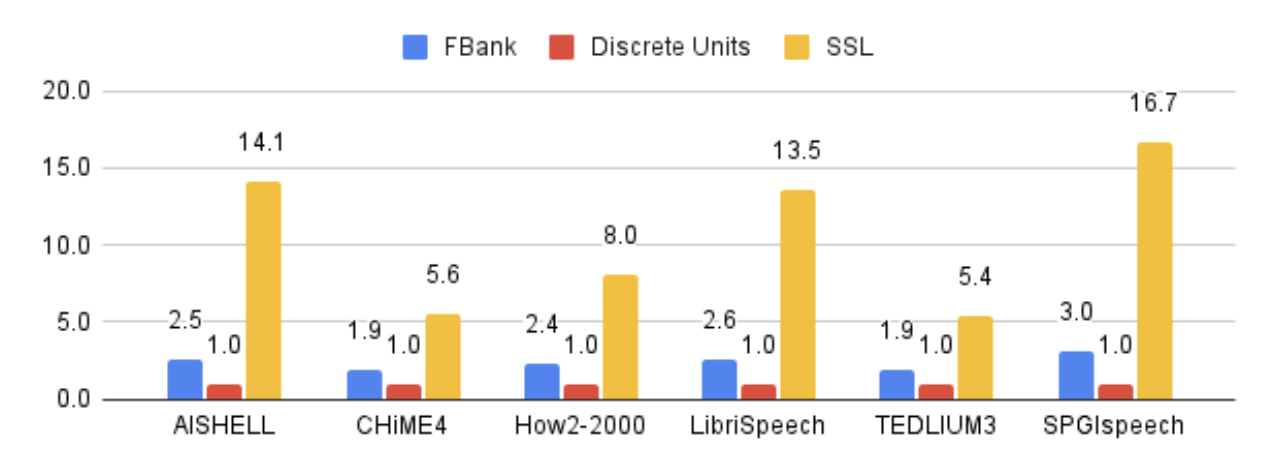 FBank Discrete Units SSL
20.0
15.0
10.0
5.0
0.0
2.5 1.0 14.1
1.9 1.0 5.6
2.4 1.0 8.0
2.6 1.0 13.5
1.9 1.0 5.4
3.0 1.0 16.7
AISHELL CHiME4 How2-2000 LibriSpeech TEDLIUM3 SPGIspeech